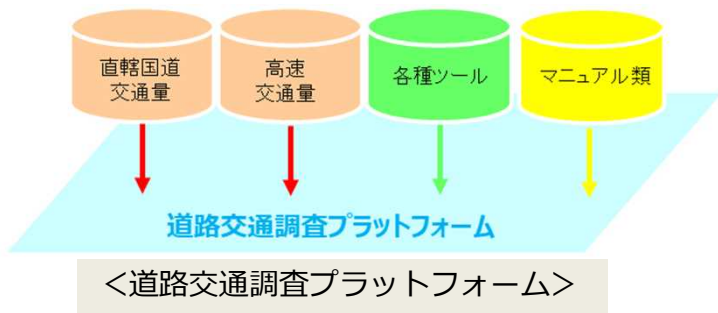 直轄国道
交通量
高速
交通量
各種ツール
マニュアル類
道路交通調査プラットフォーム
＜道路交通調査プラットフォーム＞